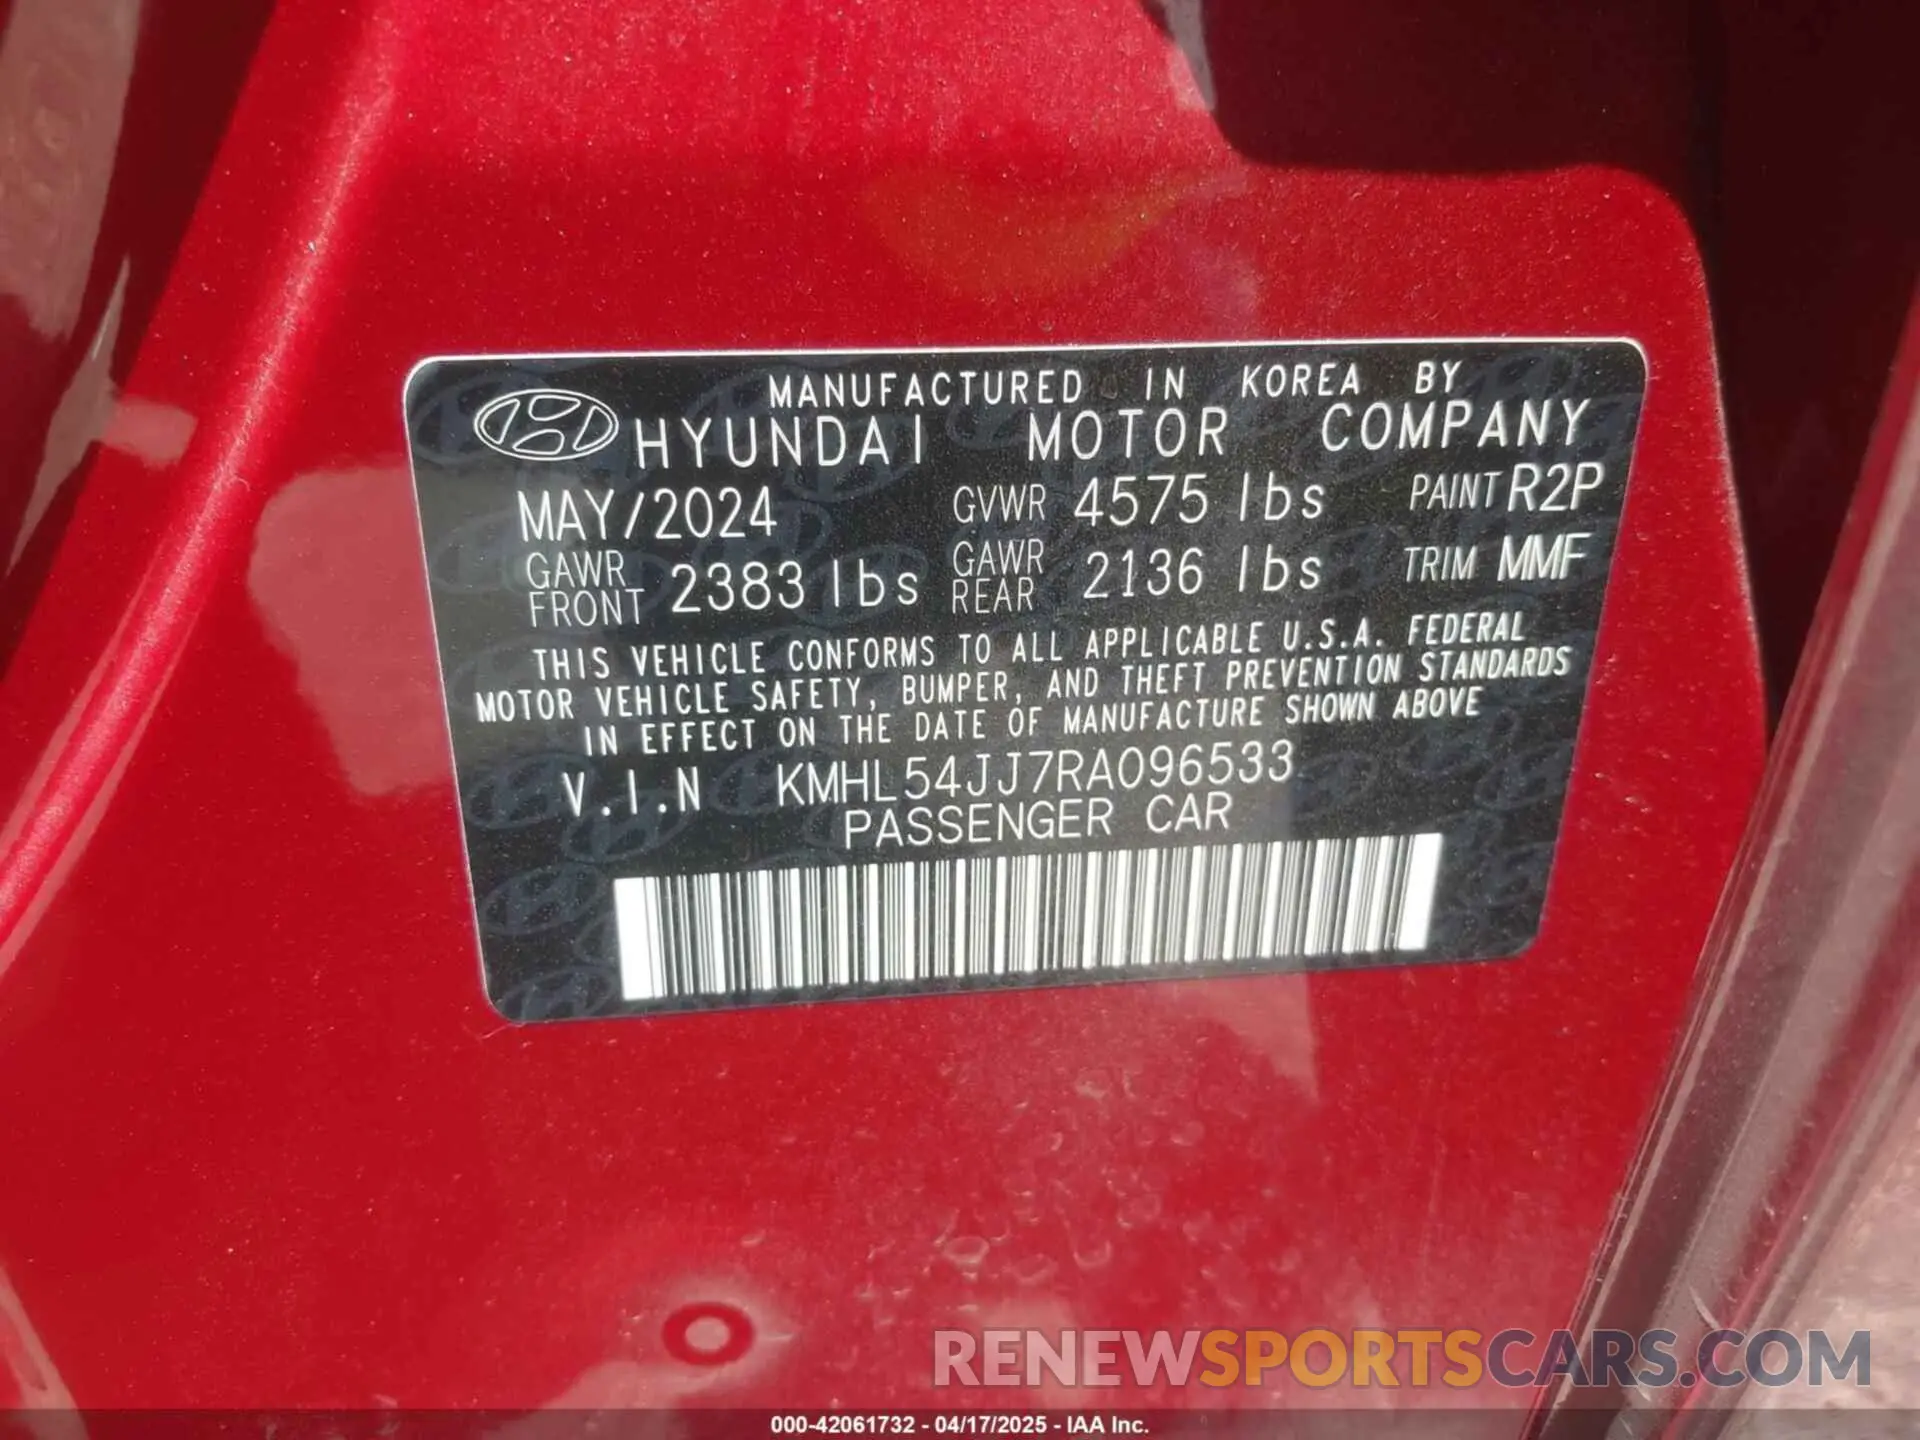 MANUFACTURED IN KOREA BY
HYUNDAI MOTOR COMPANY
MAY/2024 GVWR 4575 lbs PAINT R2P
GAWR FRONT 2383 lbs GAWR REAR 2136 lbs TRIM MMF
THIS VEHICLE CONFORMS TO ALL APPLICABLE U.S.A. FEDERAL
MOTOR VEHICLE SAFETY, BUMPER, AND THEFT PREVENTION STANDARDS
IN EFFECT ON THE DATE OF MANUFACTURE SHOWN ABOVE
V.I.N KMHL54JJ7RA096533
PASSENGER CAR
RENEWSPORTSCARS.COM
000-42061732 - 04/17/2025 - IAA Inc.